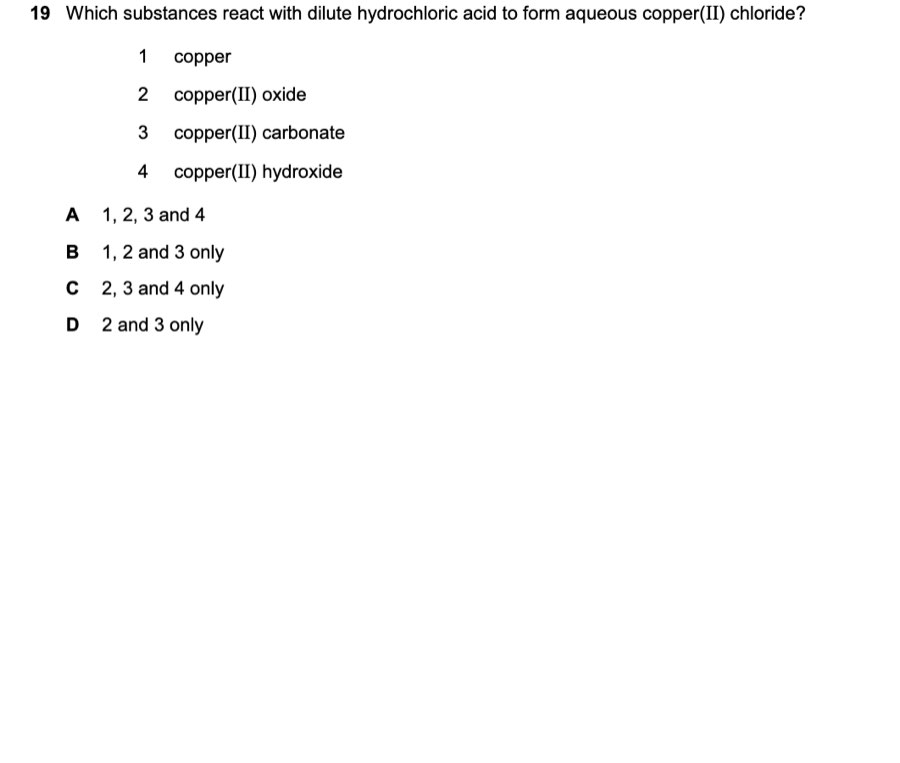 19 Which substances react with dilute hydrochloric acid to form aqueous copper(II) chloride?
1 copper
2 copper(II) oxide
3 copper(II) carbonate
4 copper(II) hydroxide
A 1, 2, 3 and 4
B 1, 2 and 3 only
C 2, 3 and 4 only
D 2 and 3 only